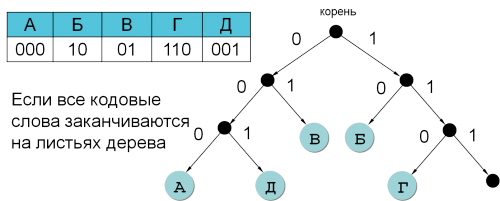 А Б В Г Д
000 10 01 110 001
Если все кодовые
слова заканчиваются
на листьях дерева
корень
0 1
0 1 0 1
0 1 В Б 0 1
А Д Г